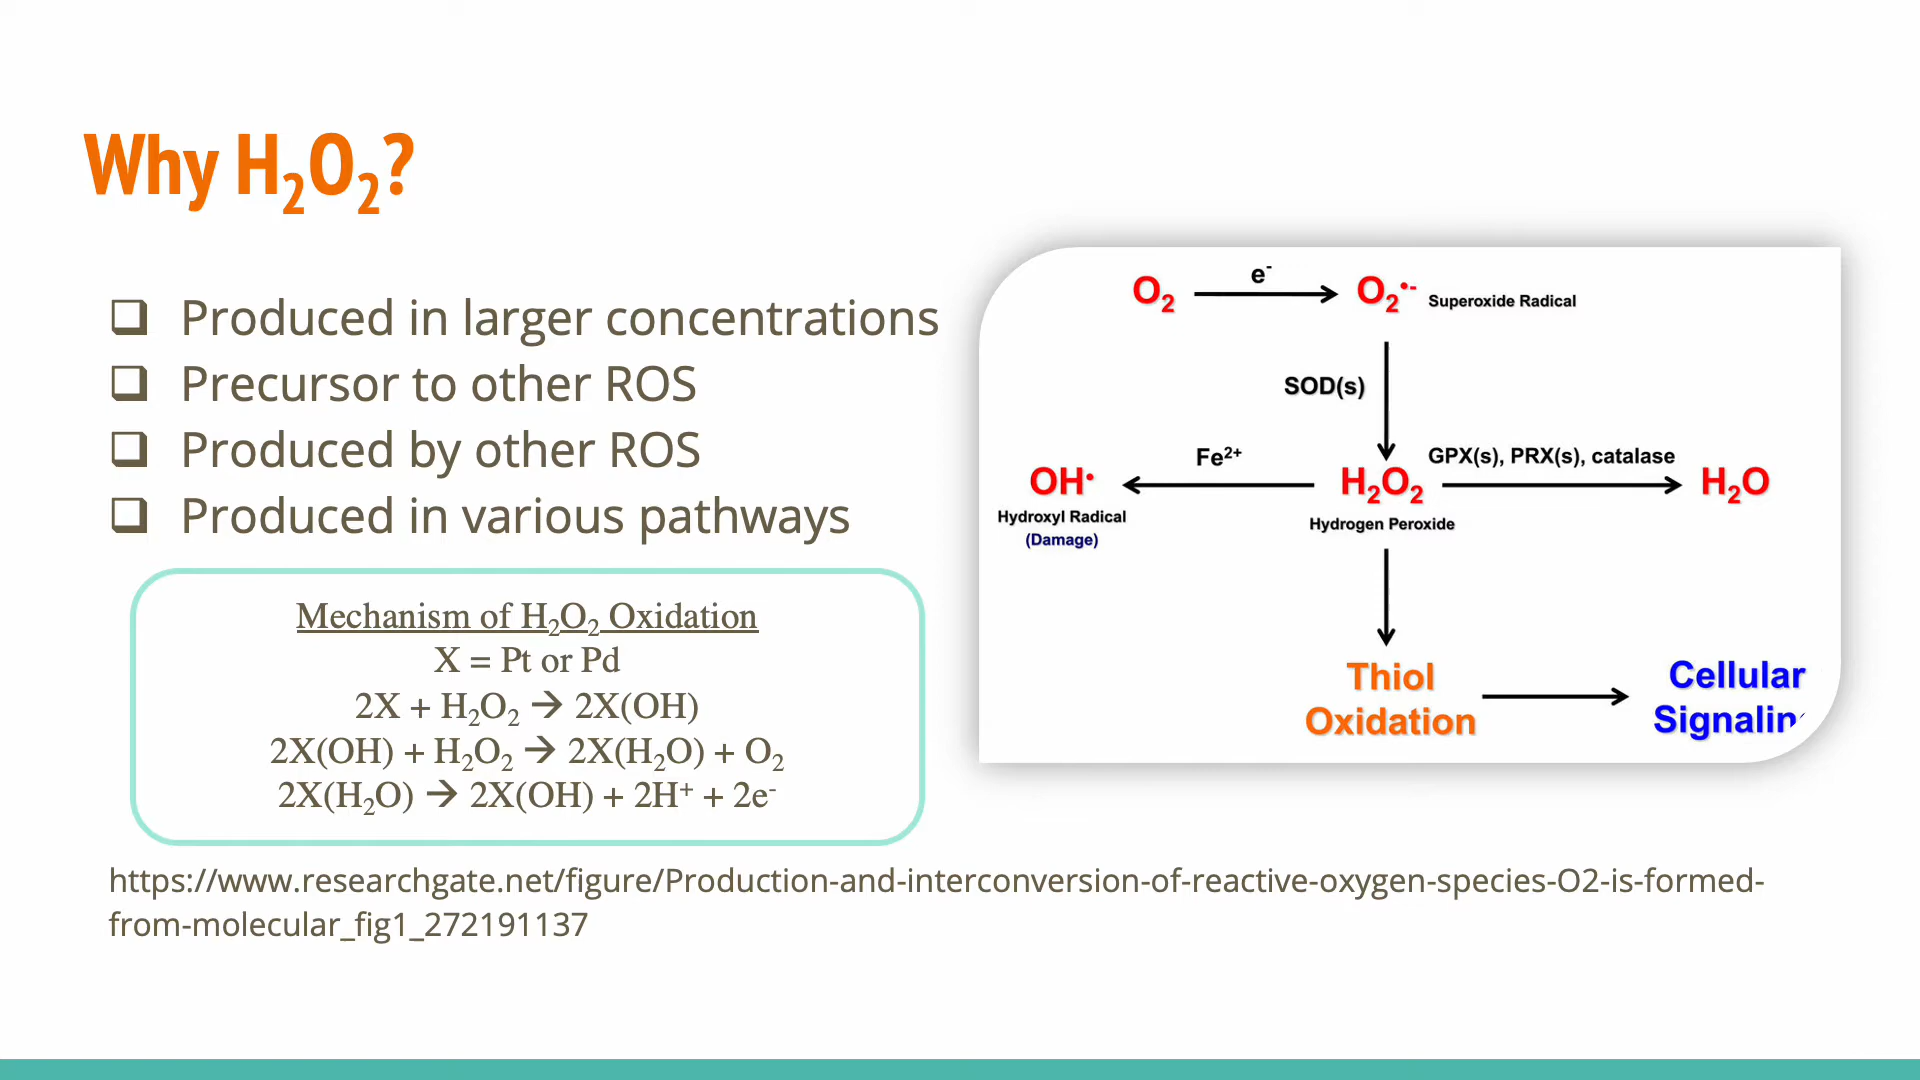 Why H₂O₂?
❑ Produced in larger concentrations
❑ Precursor to other ROS
❑ Produced by other ROS
❑ Produced in various pathways
Mechanism of H₂O₂ Oxidation
X = Pt or Pd
2X + H₂O₂ → 2X(OH)
2X(OH) + H₂O₂ → 2X(H₂O) + O₂
2X(H₂O) → 2X(OH) + 2H⁺ + 2e⁻
O₂
e⁻
O₂•⁻
Superoxide Radical
SOD(s)
Fe²⁺
GPX(s), PRX(s), catalase
OH•
H₂O₂
H₂O
Hydroxyl Radical
(Damage)
Hydrogen Peroxide
Thiol
Oxidation
Cellular
Signalin
https://www.researchgate.net/figure/Production-and-interconversion-of-reactive-oxygen-species-O2-is-formed-
from-molecular_fig1_272191137